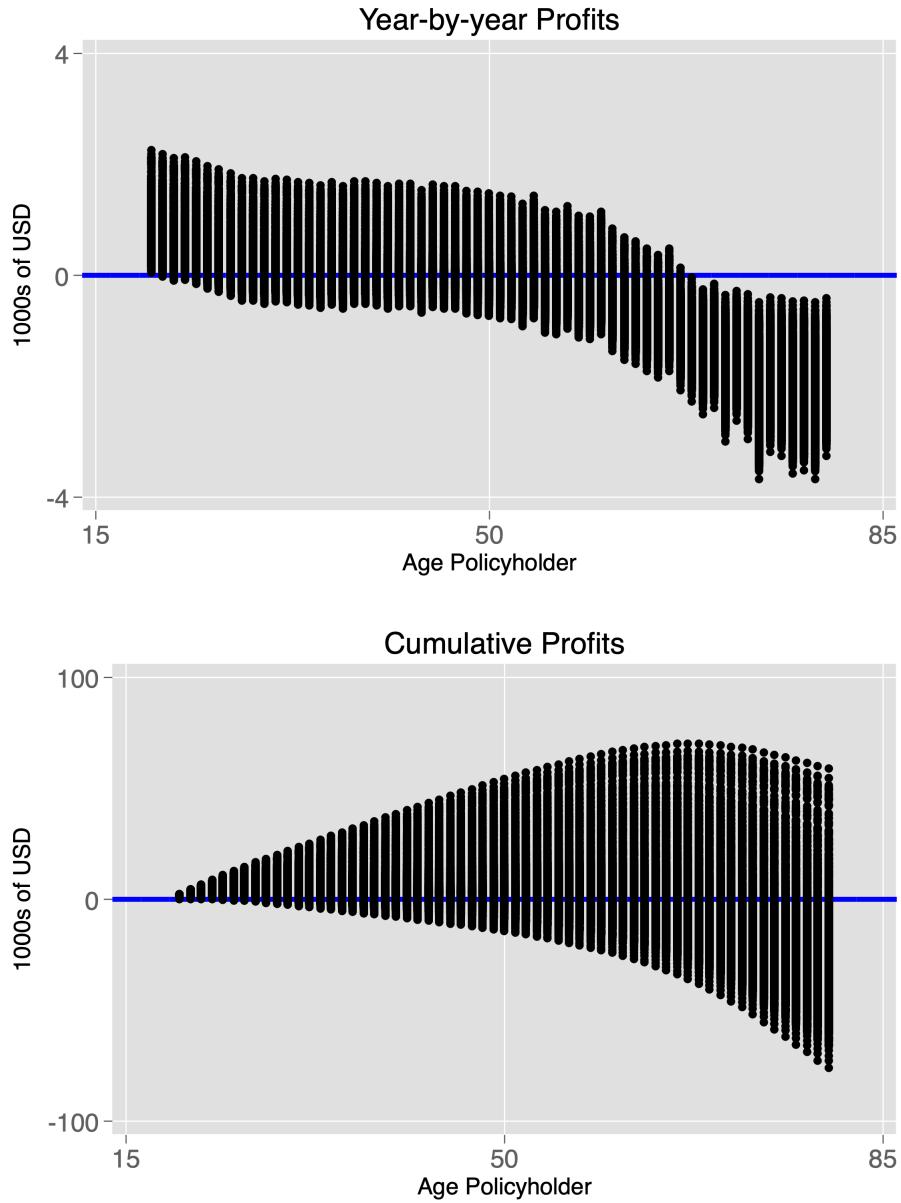 Year-by-year Profits
4
0
-4
1000s of USD
15 50 85
Age Policyholder
Cumulative Profits
100
0
-100
1000s of USD
15 50 85
Age Policyholder